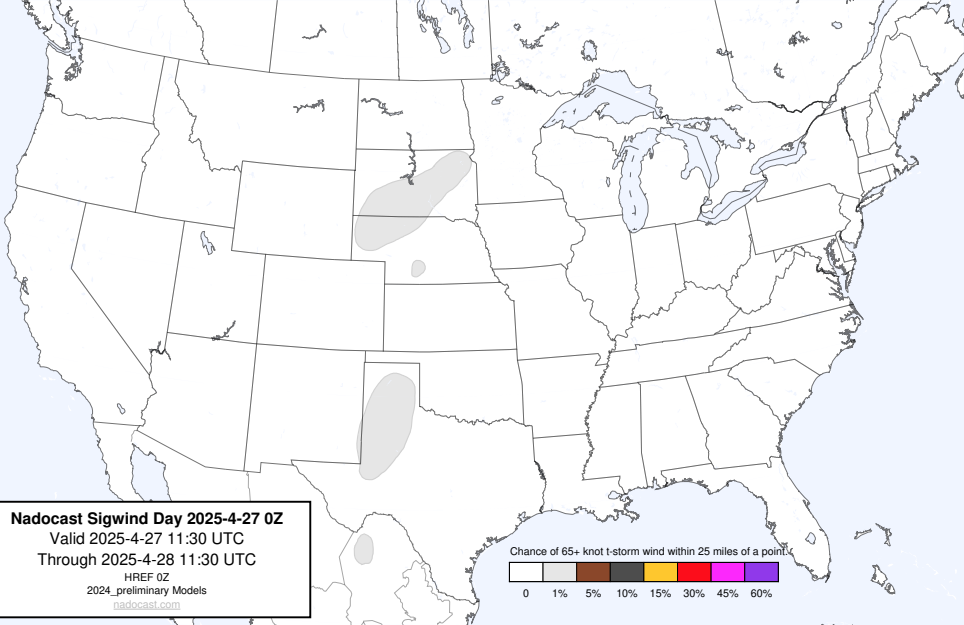 Nadocast Sigwind Day 2025-4-27 0Z
Valid 2025-4-27 11:30 UTC
Through 2025-4-28 11:30 UTC
HREF 0Z
2024_preliminary Models
nadocast.com
Chance of 65+ knot t-storm wind within 25 miles of a point.
0 1% 5% 10% 15% 30% 45% 60%